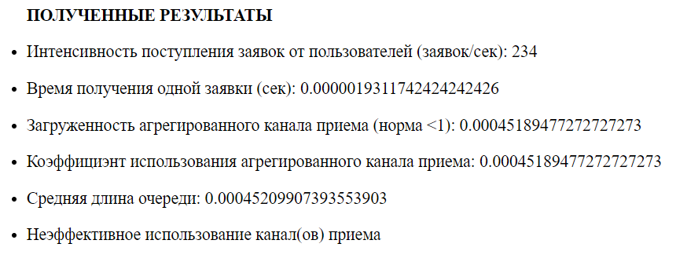 ПОЛУЧЕННЫЕ РЕЗУЛЬТАТЫ
• Интенсивность поступления заявок от пользователей (заявок/сек): 234
• Время получения одной заявки (сек): 0.0000019311742424242426
• Загруженность агрегированного канала приема (норма <1): 0.00045189477272727273
• Коэффициэнт использования агрегированного канала приема: 0.00045189477272727273
• Средняя длина очереди: 0.00045209907393553903
• Неэффективное использование канал(ов) приема